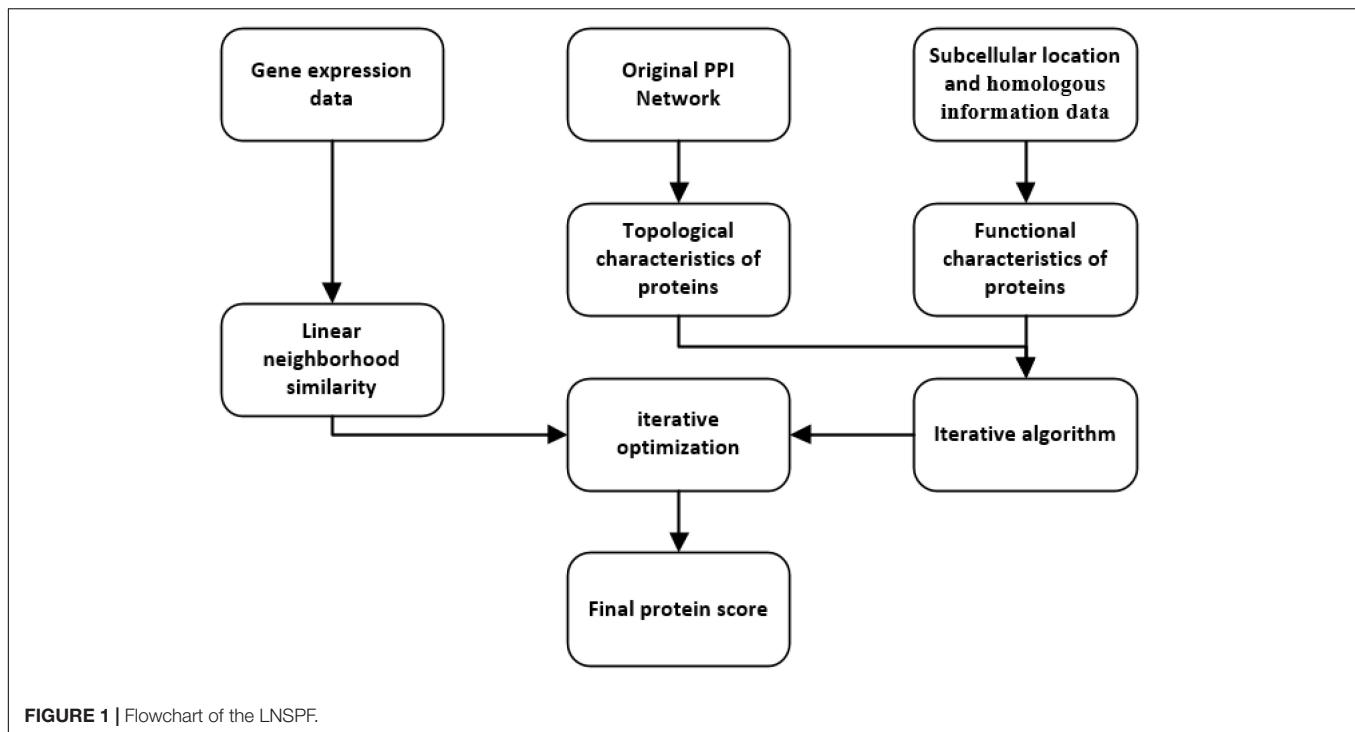 Gene expression
data
Original PPI
Network
Subcellular location
and homologous
information data
Topological
characteristics of
proteins
Functional
characteristics of
proteins
Linear
neighborhood
similarity
iterative
optimization
Iterative algorithm
Final protein score
FIGURE 1 | Flowchart of the LNSPF.